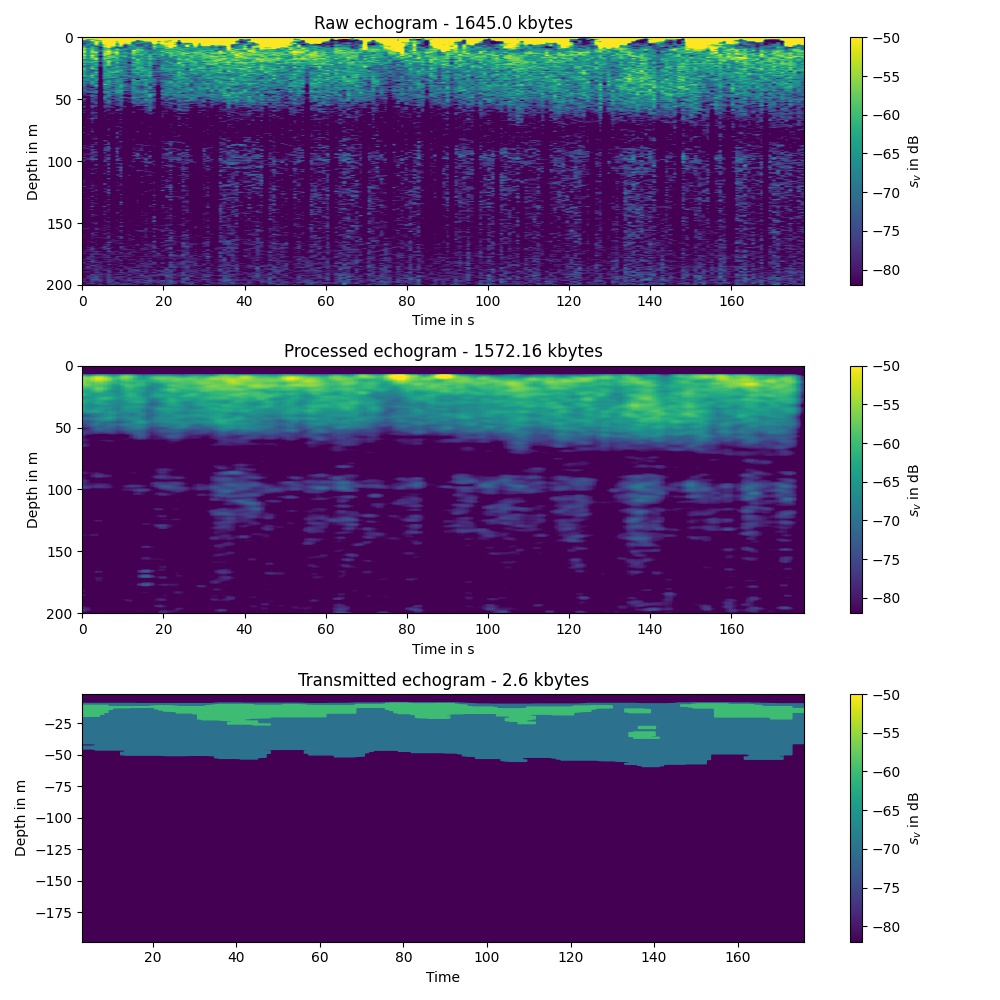 Raw echogram - 1645.0 kbytes
0
50
100
150
200
Depth in m
0 20 40 60 80 100 120 140 160
Time in s
−50
−55
−60
−65
−70
−75
−80
s_v in dB
Processed echogram - 1572.16 kbytes
0
50
100
150
200
Depth in m
0 20 40 60 80 100 120 140 160
Time in s
−50
−55
−60
−65
−70
−75
−80
s_v in dB
Transmitted echogram - 2.6 kbytes
−25
−50
−75
−100
−125
−150
−175
Depth in m
20 40 60 80 100 120 140 160
Time
−50
−55
−60
−65
−70
−75
−80
s_v in dB